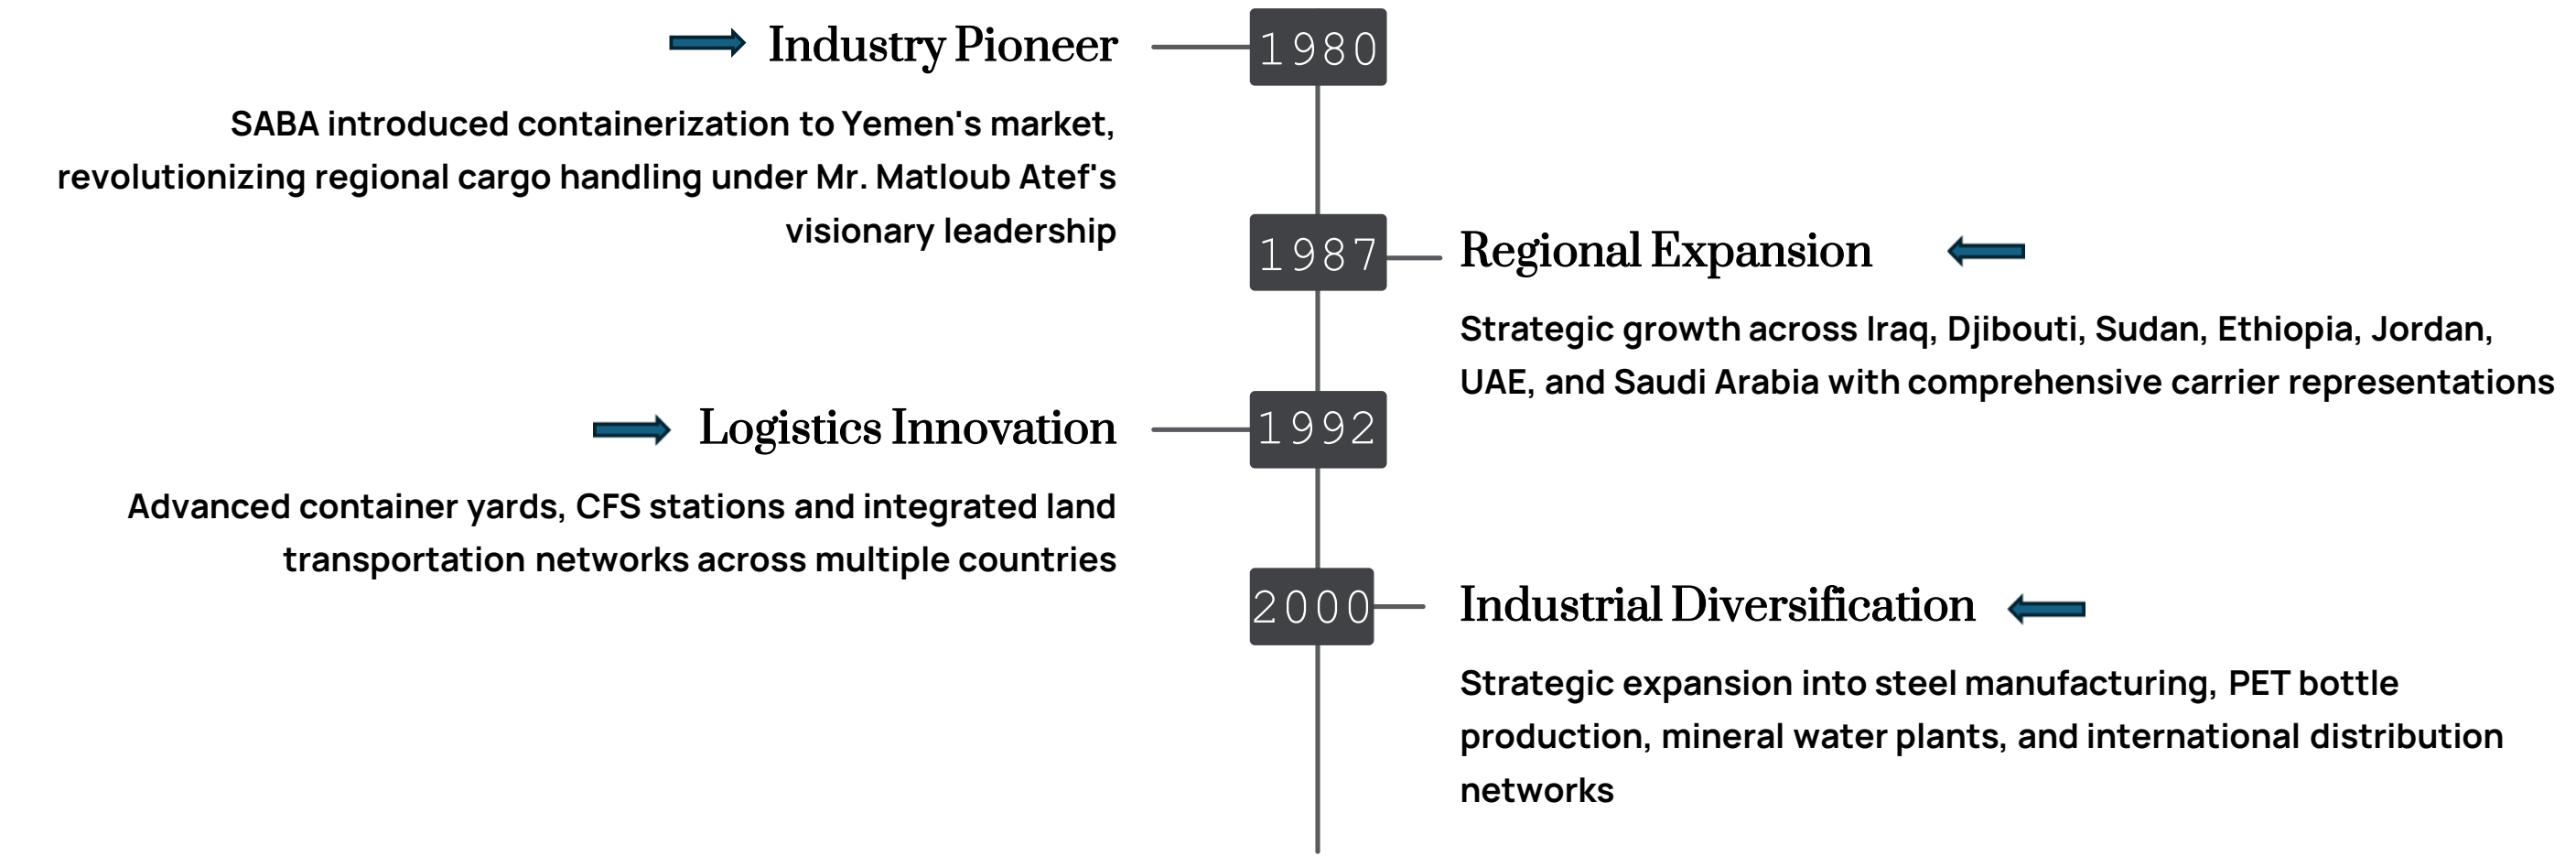 Industry Pioneer
1980
SABA introduced containerization to Yemen's market,
revolutionizing regional cargo handling under Mr. Matloub Atef's
visionary leadership
1987
Regional Expansion
Strategic growth across Iraq, Djibouti, Sudan, Ethiopia, Jordan,
UAE, and Saudi Arabia with comprehensive carrier representations
Logistics Innovation
1992
Advanced container yards, CFS stations and integrated land
transportation networks across multiple countries
2000
Industrial Diversification
Strategic expansion into steel manufacturing, PET bottle
production, mineral water plants, and international distribution
networks